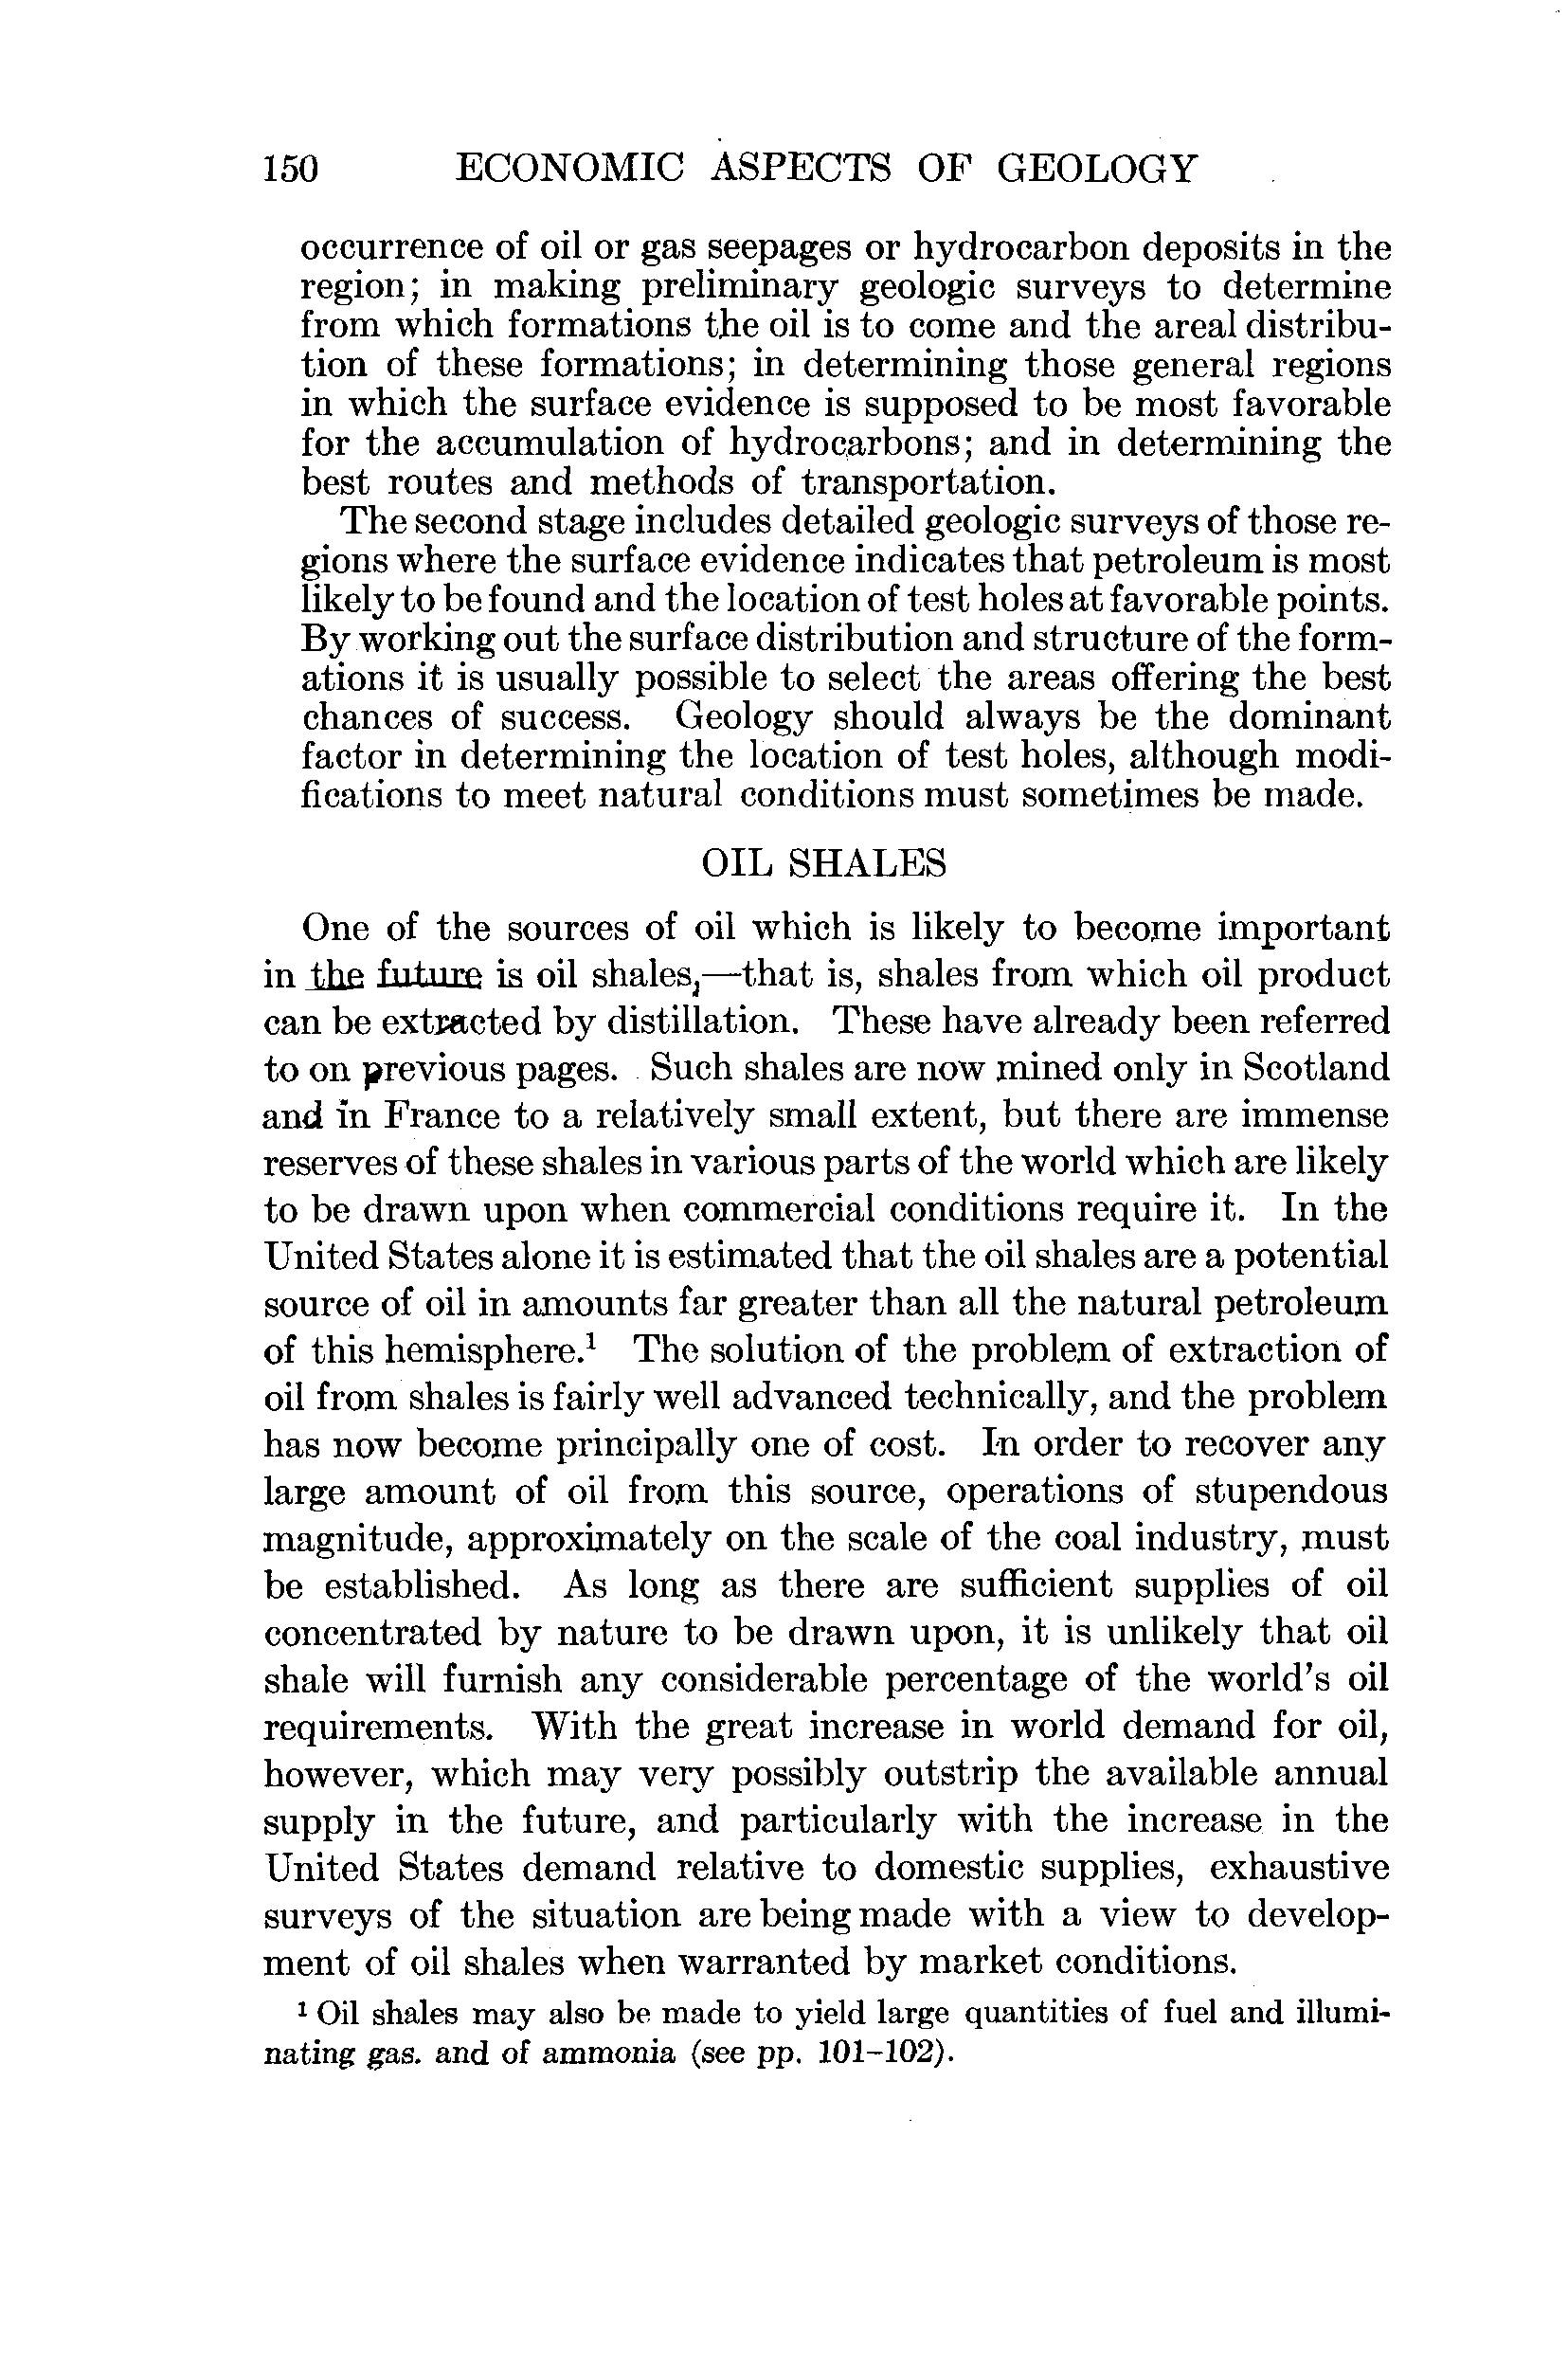 150 ECONOMIC ASPECTS OF GEOLOGY
occurrence of oil or gas seepages or hydrocarbon deposits in the
region; in making preliminary geologic surveys to determine
from which formations the oil is to come and the areal distribu-
tion of these formations; in determining those general regions
in which the surface evidence is supposed to be most favorable
for the accumulation of hydrocarbons; and in determining the
best routes and methods of transportation.
The second stage includes detailed geologic surveys of those re-
gions where the surface evidence indicates that petroleum is most
likely to be found and the location of test holes at favorable points.
By working out the surface distribution and structure of the form-
ations it is usually possible to select the areas offering the best
chances of success. Geology should always be the dominant
factor in determining the location of test holes, although modi-
fications to meet natural conditions must sometimes be made.
OIL SHALES
One of the sources of oil which is likely to become important
in the future is oil shales,—that is, shales from which oil product
can be extracted by distillation. These have already been referred
to on previous pages. Such shales are now mined only in Scotland
and in France to a relatively small extent, but there are immense
reserves of these shales in various parts of the world which are likely
to be drawn upon when commercial conditions require it. In the
United States alone it is estimated that the oil shales are a potential
source of oil in amounts far greater than all the natural petroleum
of this hemisphere.¹ The solution of the problem of extraction of
oil from shales is fairly well advanced technically, and the problem
has now become principally one of cost. In order to recover any
large amount of oil from this source, operations of stupendous
magnitude, approximately on the scale of the coal industry, must
be established. As long as there are sufficient supplies of oil
concentrated by nature to be drawn upon, it is unlikely that oil
shale will furnish any considerable percentage of the world's oil
requirements. With the great increase in world demand for oil,
however, which may very possibly outstrip the available annual
supply in the future, and particularly with the increase in the
United States demand relative to domestic supplies, exhaustive
surveys of the situation are being made with a view to develop-
ment of oil shales when warranted by market conditions.
¹ Oil shales may also be made to yield large quantities of fuel and illumi-
nating gas. and of ammonia (see pp. 101-102).